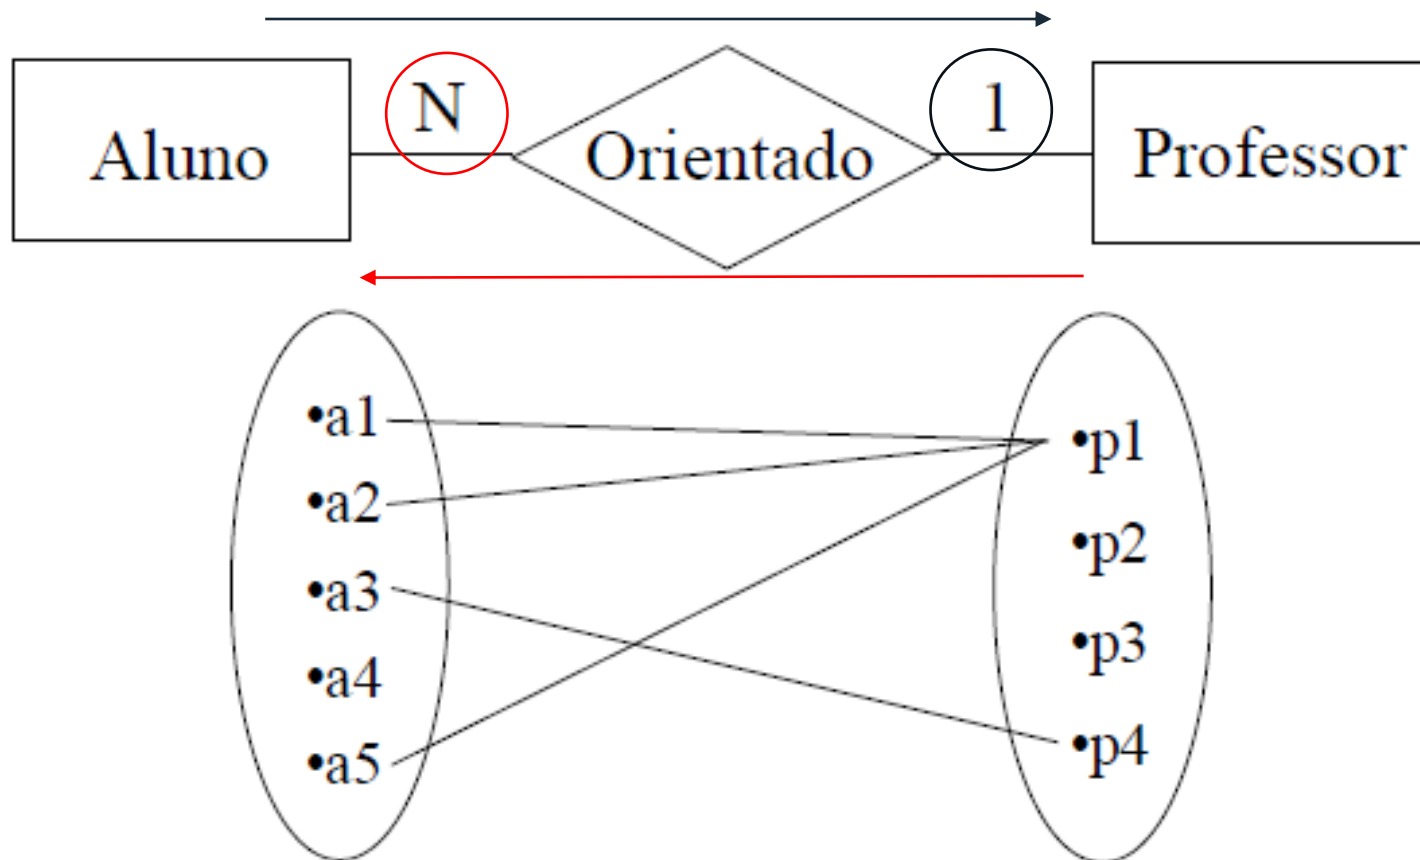 Aluno N Orientado 1 Professor
•a1
•a2
•a3
•a4
•a5
•p1
•p2
•p3
•p4